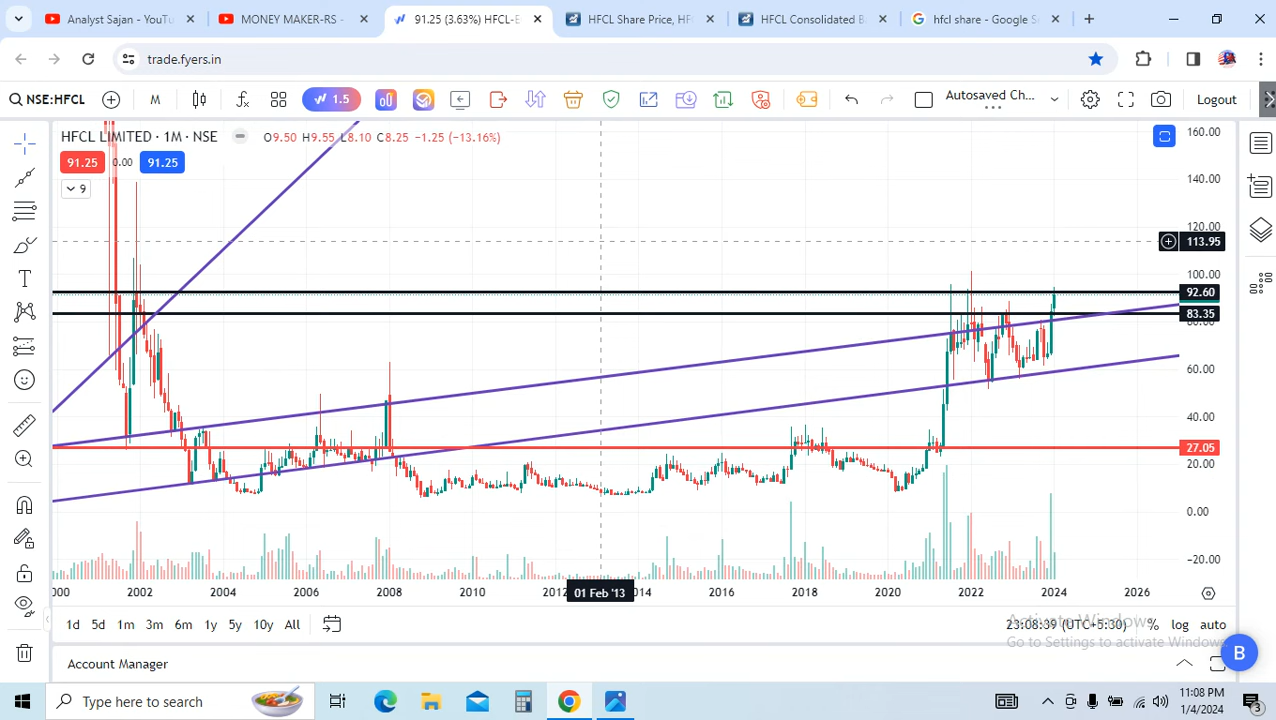 Analyst Sajan - YouTu
MONEY MAKER-RS -
91.25 (3.63%) HFCL-E
HFCL Share Price, HF
HFCL Consolidated B
hfcl share - Google S
trade.fyers.in
NSE:HFCL
M
1.5
Autosaved Ch...
Logout
HFCL LIMITED · 1M · NSE
O9.50 H9.55 L8.10 C8.25 −1.25 (−13.16%)
91.25
0.00
91.25
9
160.00
140.00
120.00
113.95
100.00
92.60
83.35
80.00
60.00
40.00
27.05
20.00
0.00
-20.00
2000
2002
2004
2006
2008
2010
2012
01 Feb '13
2014
2016
2018
2020
2022
2024
2026
1d 5d 1m 3m 6m 1y 5y 10y All
23:08:39 (UTC+5:30)
% log auto
Activate Windows
Go to Settings to activate Windows.
Account Manager
B
Type here to search
11:08 PM
1/4/2024
3